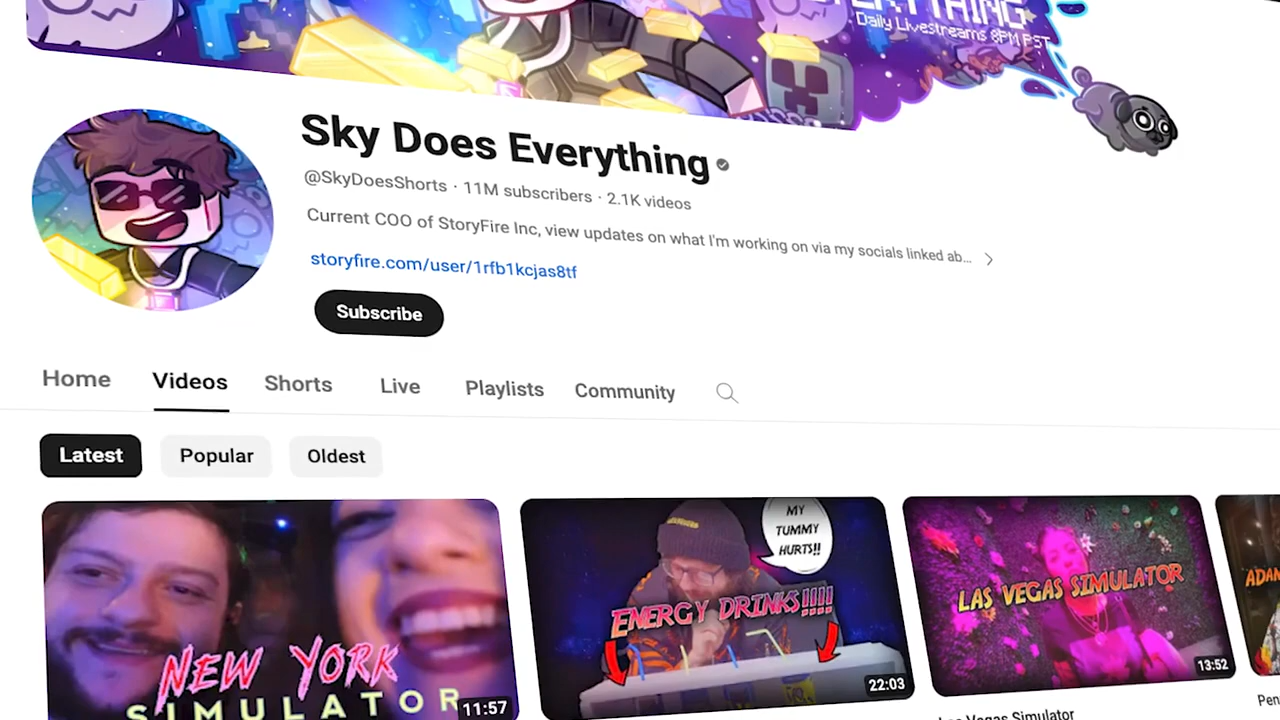 Daily Livestreams 8PM PST
Sky Does Everything
@SkyDoesShorts · 11M subscribers · 2.1K videos
Current COO of StoryFire Inc, view updates on what I'm working on via my socials linked ab...
storyfire.com/user/1rfb1kcjas8tf
Subscribe
Home Videos Shorts Live Playlists Community
Latest Popular Oldest
NEW YORK
SIMULATOR
11:57
MY
TUMMY
HURTS!!
ENERGY DRINKS!!!!
22:03
LAS VEGAS SIMULATOR
13:52
Las Vegas Simulator